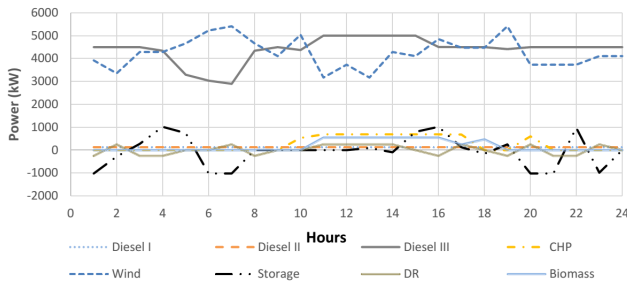 6000
5000
4000
3000
2000
1000
0
-1000
-2000
Power (kW)
0 2 4 6 8 10 12 14 16 18 20 22 24
Hours
Diesel I Diesel II Diesel III CHP
Wind Storage DR Biomass